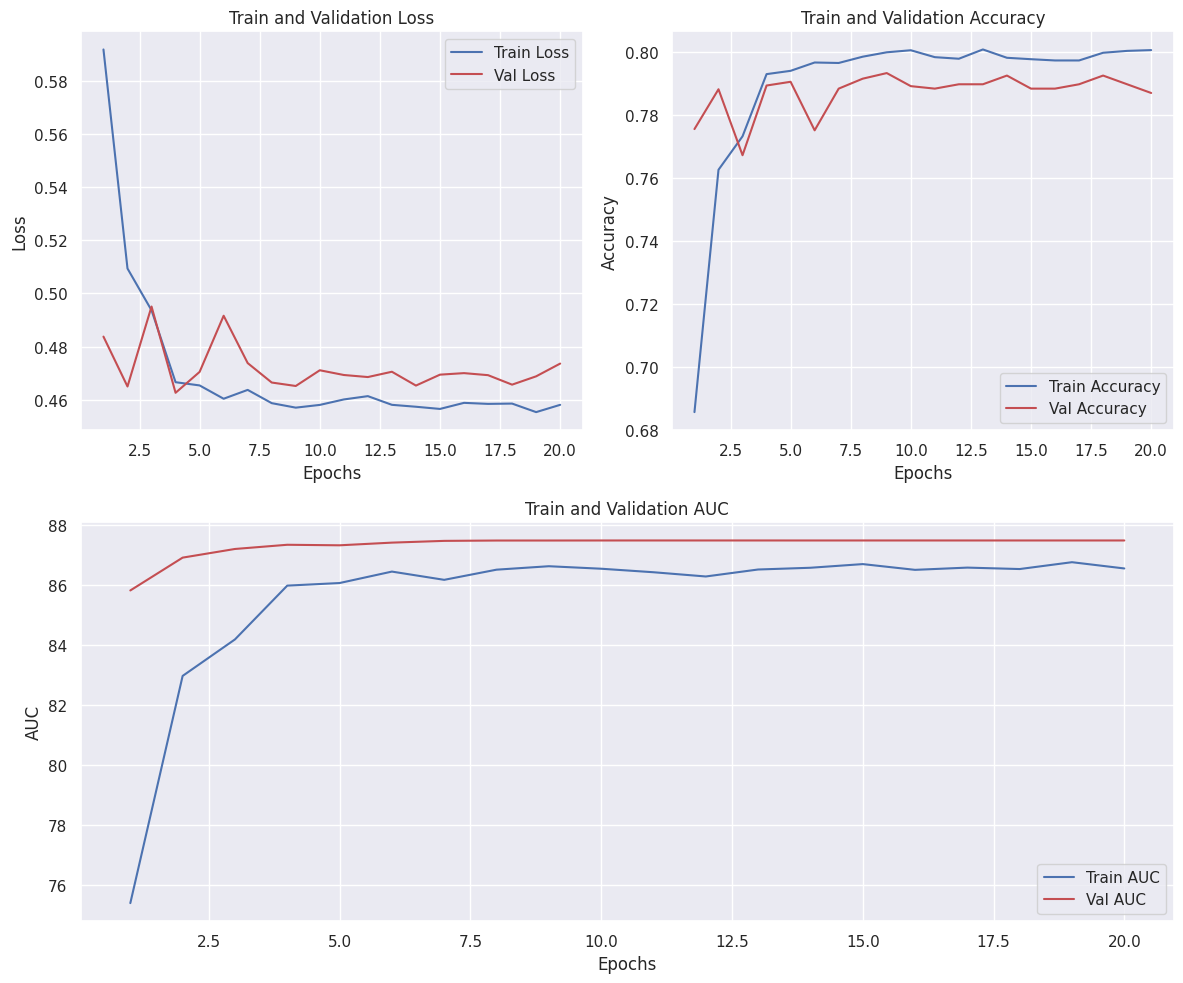 Train and Validation Loss
Train Loss
Val Loss
0.58
0.56
0.54
0.52
0.50
0.48
0.46
Loss
2.5 5.0 7.5 10.0 12.5 15.0 17.5 20.0
Epochs
Train and Validation Accuracy
0.80
0.78
0.76
0.74
0.72
0.70
0.68
Accuracy
Train Accuracy
Val Accuracy
2.5 5.0 7.5 10.0 12.5 15.0 17.5 20.0
Epochs
Train and Validation AUC
88
86
84
82
80
78
76
AUC
Train AUC
Val AUC
2.5 5.0 7.5 10.0 12.5 15.0 17.5 20.0
Epochs